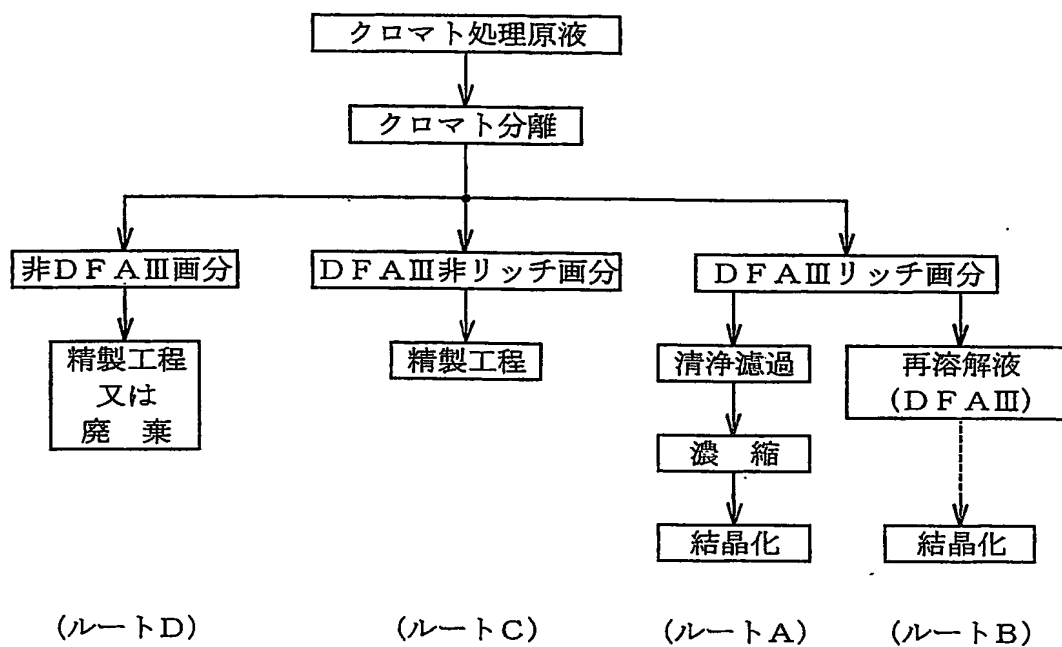 クロマト処理原液
クロマト分離
非DFAⅢ画分
DFAⅢ非リッチ画分
DFAⅢリッチ画分
精製工程
又は
廃 棄
精製工程
清浄濾過
再溶解液
(DFAⅢ)
濃 縮
結晶化
結晶化
(ルートD)
(ルートC)
(ルートA)
(ルートB)